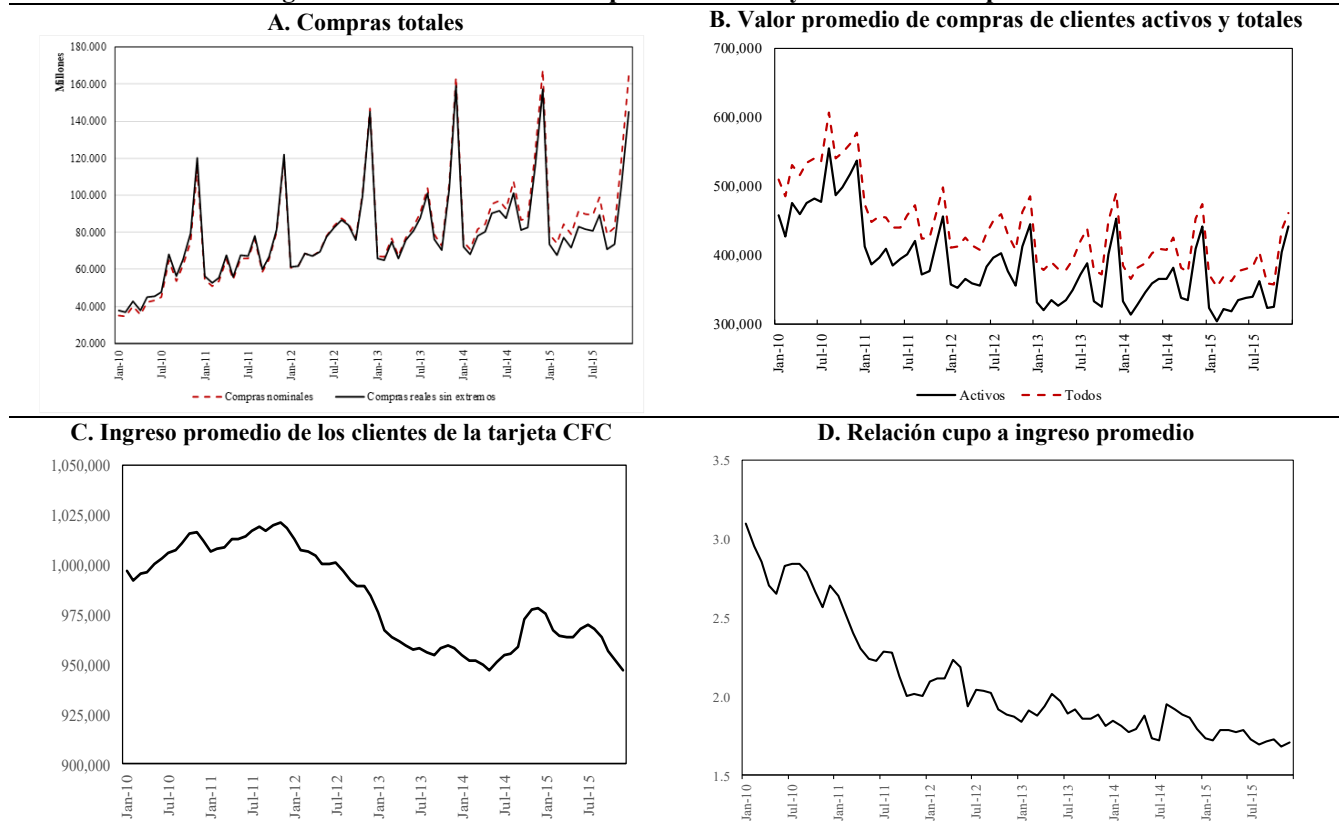 A. Compras totales
Millones
180.000
160.000
140.000
120.000
100.000
80.000
60.000
40.000
20.000
Jan-10
Jul-10
Jan-11
Jul-11
Jan-12
Jul-12
Jan-13
Jul-13
Jan-14
Jul-14
Jan-15
Jul-15
Compras nominales
Compras reales sin extremos
B. Valor promedio de compras de clientes activos y totales
700,000
600,000
500,000
400,000
300,000
Jan-10
Jul-10
Jan-11
Jul-11
Jan-12
Jul-12
Jan-13
Jul-13
Jan-14
Jul-14
Jan-15
Jul-15
Activos
Todos
C. Ingreso promedio de los clientes de la tarjeta CFC
1,050,000
1,025,000
1,000,000
975,000
950,000
925,000
900,000
Jan-10
Jul-10
Jan-11
Jul-11
Jan-12
Jul-12
Jan-13
Jul-13
Jan-14
Jul-14
Jan-15
Jul-15
D. Relación cupo a ingreso promedio
3.5
3.0
2.5
2.0
1.5
Jan-10
Jul-10
Jan-11
Jul-11
Jan-12
Jul-12
Jan-13
Jul-13
Jan-14
Jul-14
Jan-15
Jul-15